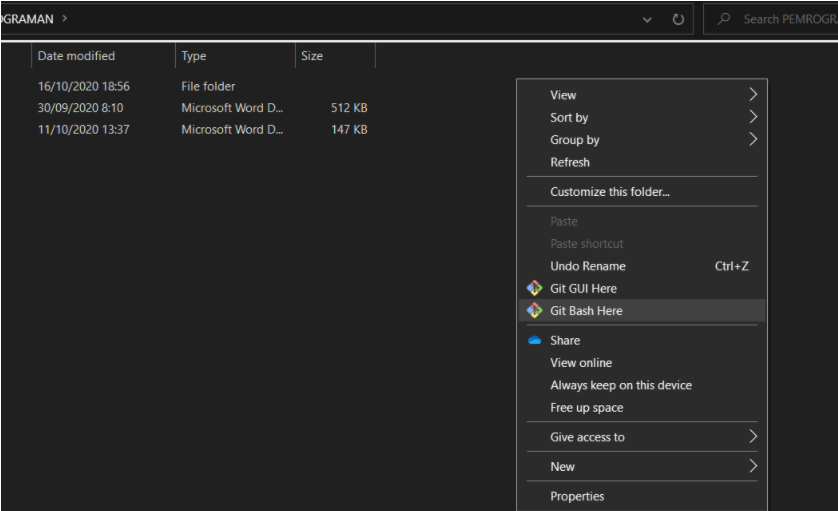 OGRAMAN >
Search PEMROGRA
Date modified Type Size
16/10/2020 18:56 File folder
30/09/2020 8:10 Microsoft Word D... 512 KB
11/10/2020 13:37 Microsoft Word D... 147 KB
View
Sort by
Group by
Refresh
Customize this folder...
Paste
Paste shortcut
Undo Rename Ctrl+Z
Git GUI Here
Git Bash Here
Share
View online
Always keep on this device
Free up space
Give access to
New
Properties